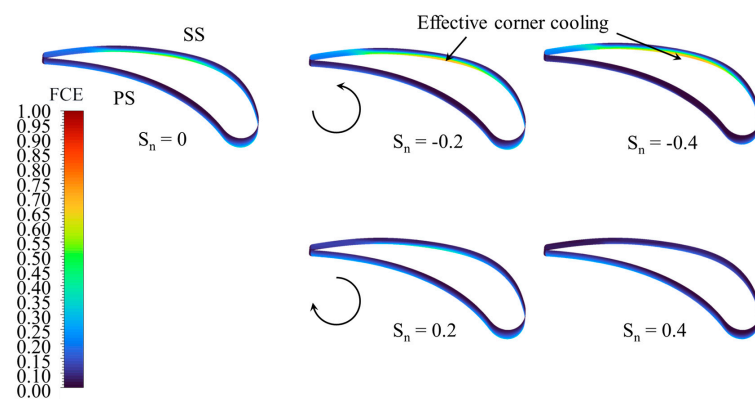 Effective corner cooling
SS
PS
FCE
1.00
0.95
0.90
0.85
0.80
0.75
0.70
0.65
0.60
0.55
0.50
0.45
0.40
0.35
0.30
0.25
0.20
0.15
0.10
0.00
Sn = 0
Sn = -0.2
Sn = -0.4
Sn = 0.2
Sn = 0.4